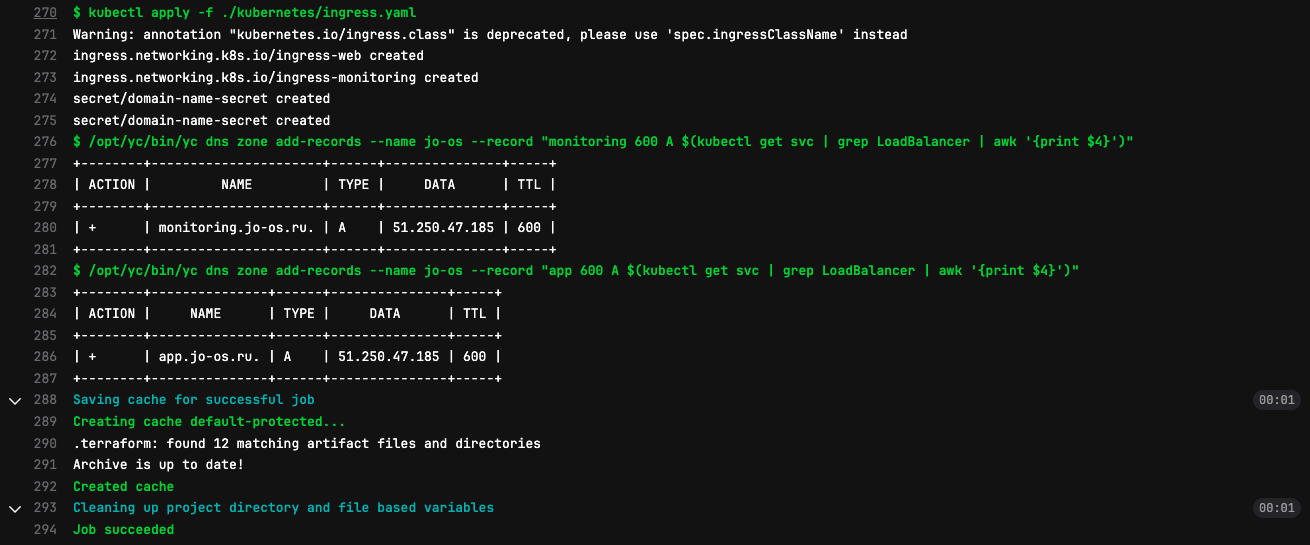 270 $ kubectl apply -f ./kubernetes/ingress.yaml
271 Warning: annotation "kubernetes.io/ingress.class" is deprecated, please use 'spec.ingressClassName' instead
272 ingress.networking.k8s.io/ingress-web created
273 ingress.networking.k8s.io/ingress-monitoring created
274 secret/domain-name-secret created
275 secret/domain-name-secret created
276 $ /opt/yc/bin/yc dns zone add-records --name jo-os --record "monitoring 600 A $(kubectl get svc | grep LoadBalancer | awk '{print $4}')"
277 +--------+----------------------+------+---------------+-----+
278 | ACTION |         NAME         | TYPE |     DATA      | TTL |
279 +--------+----------------------+------+---------------+-----+
280 | +      | monitoring.jo-os.ru. | A    | 51.250.47.185 | 600 |
281 +--------+----------------------+------+---------------+-----+
282 $ /opt/yc/bin/yc dns zone add-records --name jo-os --record "app 600 A $(kubectl get svc | grep LoadBalancer | awk '{print $4}')"
283 +--------+---------------+------+---------------+-----+
284 | ACTION |     NAME      | TYPE |     DATA      | TTL |
285 +--------+---------------+------+---------------+-----+
286 | +      | app.jo-os.ru. | A    | 51.250.47.185 | 600 |
287 +--------+---------------+------+---------------+-----+
288 Saving cache for successful job 00:01
289 Creating cache default-protected...
290 .terraform: found 12 matching artifact files and directories
291 Archive is up to date!
292 Created cache
293 Cleaning up project directory and file based variables 00:01
294 Job succeeded